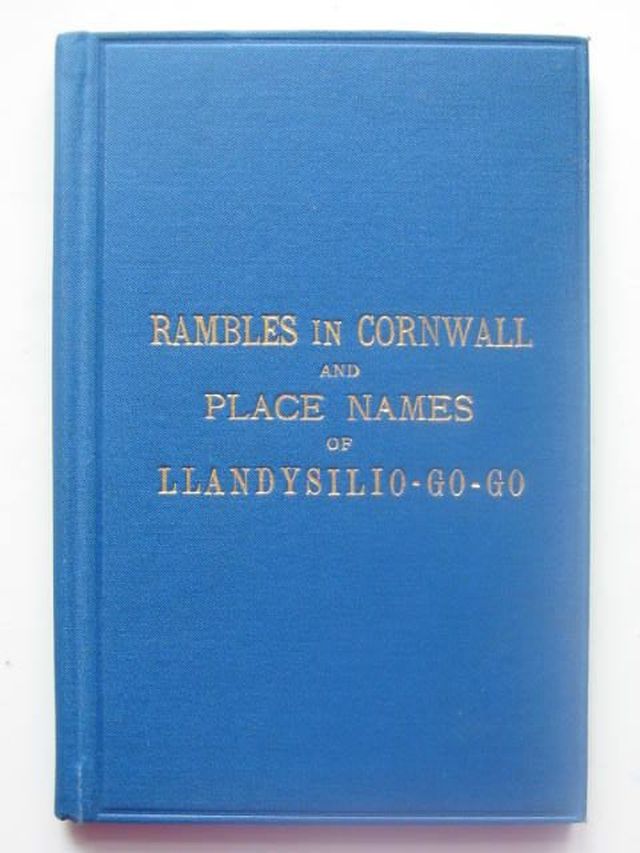 RAMBLES IN CORNWALL
AND
PLACE NAMES
OF
LLANDYSILIO-GO-GO